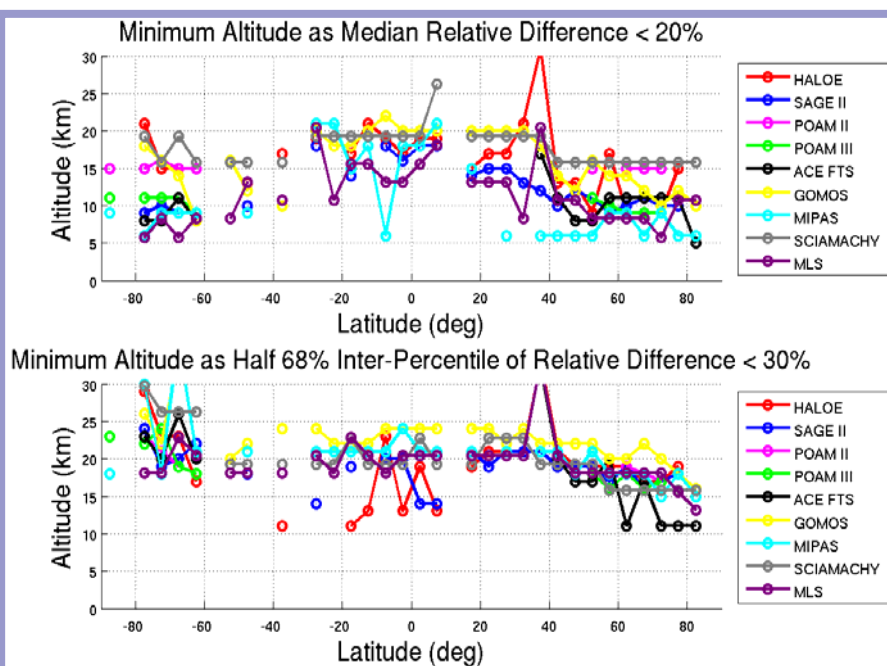 Minimum Altitude as Median Relative Difference < 20%
30
25
20
15
10
5
0
Altitude (km)
-80 -60 -40 -20 0 20 40 60 80
Latitude (deg)
HALOE
SAGE II
POAM II
POAM III
ACE FTS
GOMOS
MIPAS
SCIAMACHY
MLS
Minimum Altitude as Half 68% Inter-Percentile of Relative Difference < 30%
30
25
20
15
10
5
0
Altitude (km)
-80 -60 -40 -20 0 20 40 60 80
Latitude (deg)
HALOE
SAGE II
POAM II
POAM III
ACE FTS
GOMOS
MIPAS
SCIAMACHY
MLS